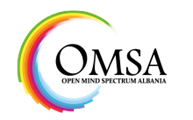 OMSA
OPEN MIND SPECTRUM ALBANIA